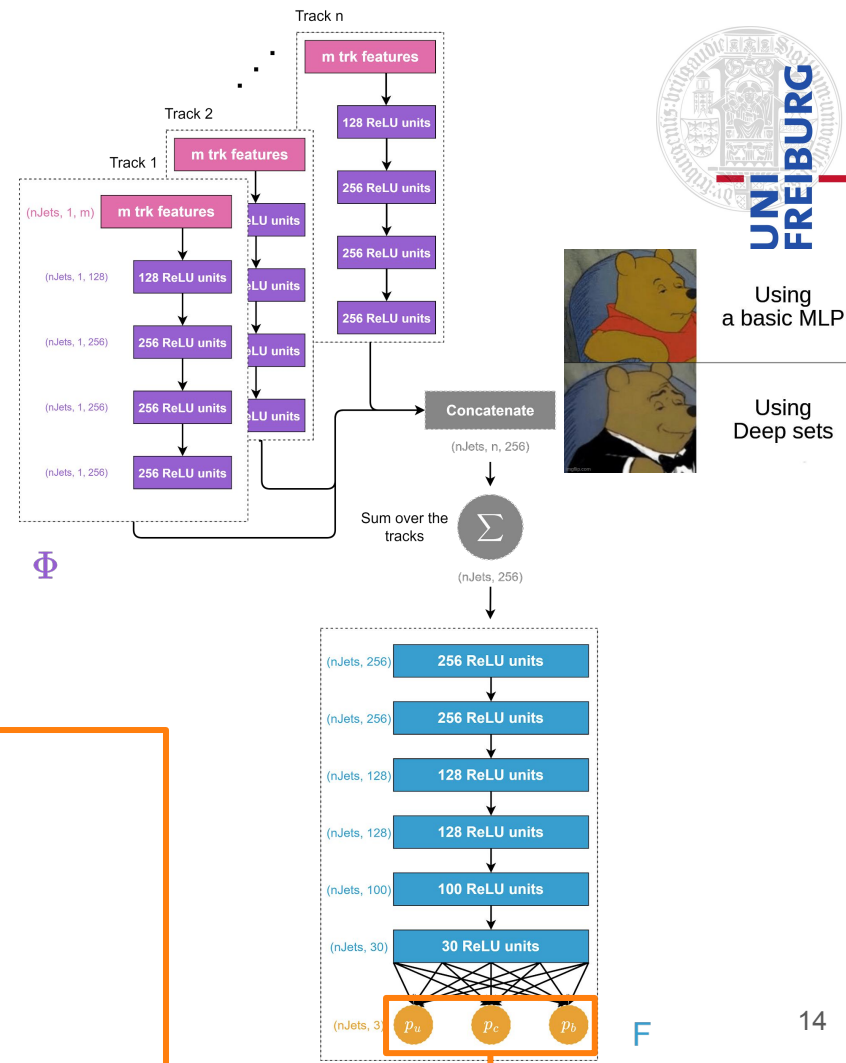 Track n
m trk features
128 ReLU units
256 ReLU units
256 ReLU units
256 ReLU units
Track 2
m trk features
eLU units
eLU units
eLU units
eLU units
Track 1
(nJets, 1, m)
m trk features
(nJets, 1, 128)
128 ReLU units
(nJets, 1, 256)
256 ReLU units
(nJets, 1, 256)
256 ReLU units
(nJets, 1, 256)
256 ReLU units
Φ
Concatenate
(nJets, n, 256)
Sum over the
tracks
Σ
(nJets, 256)
(nJets, 256)
256 ReLU units
(nJets, 256)
256 ReLU units
(nJets, 128)
128 ReLU units
(nJets, 128)
128 ReLU units
(nJets, 100)
100 ReLU units
(nJets, 30)
30 ReLU units
(nJets, 3)
p_u
p_c
p_b
F
UNI
FREIBURG
Using
a basic MLP
Using
Deep sets
14